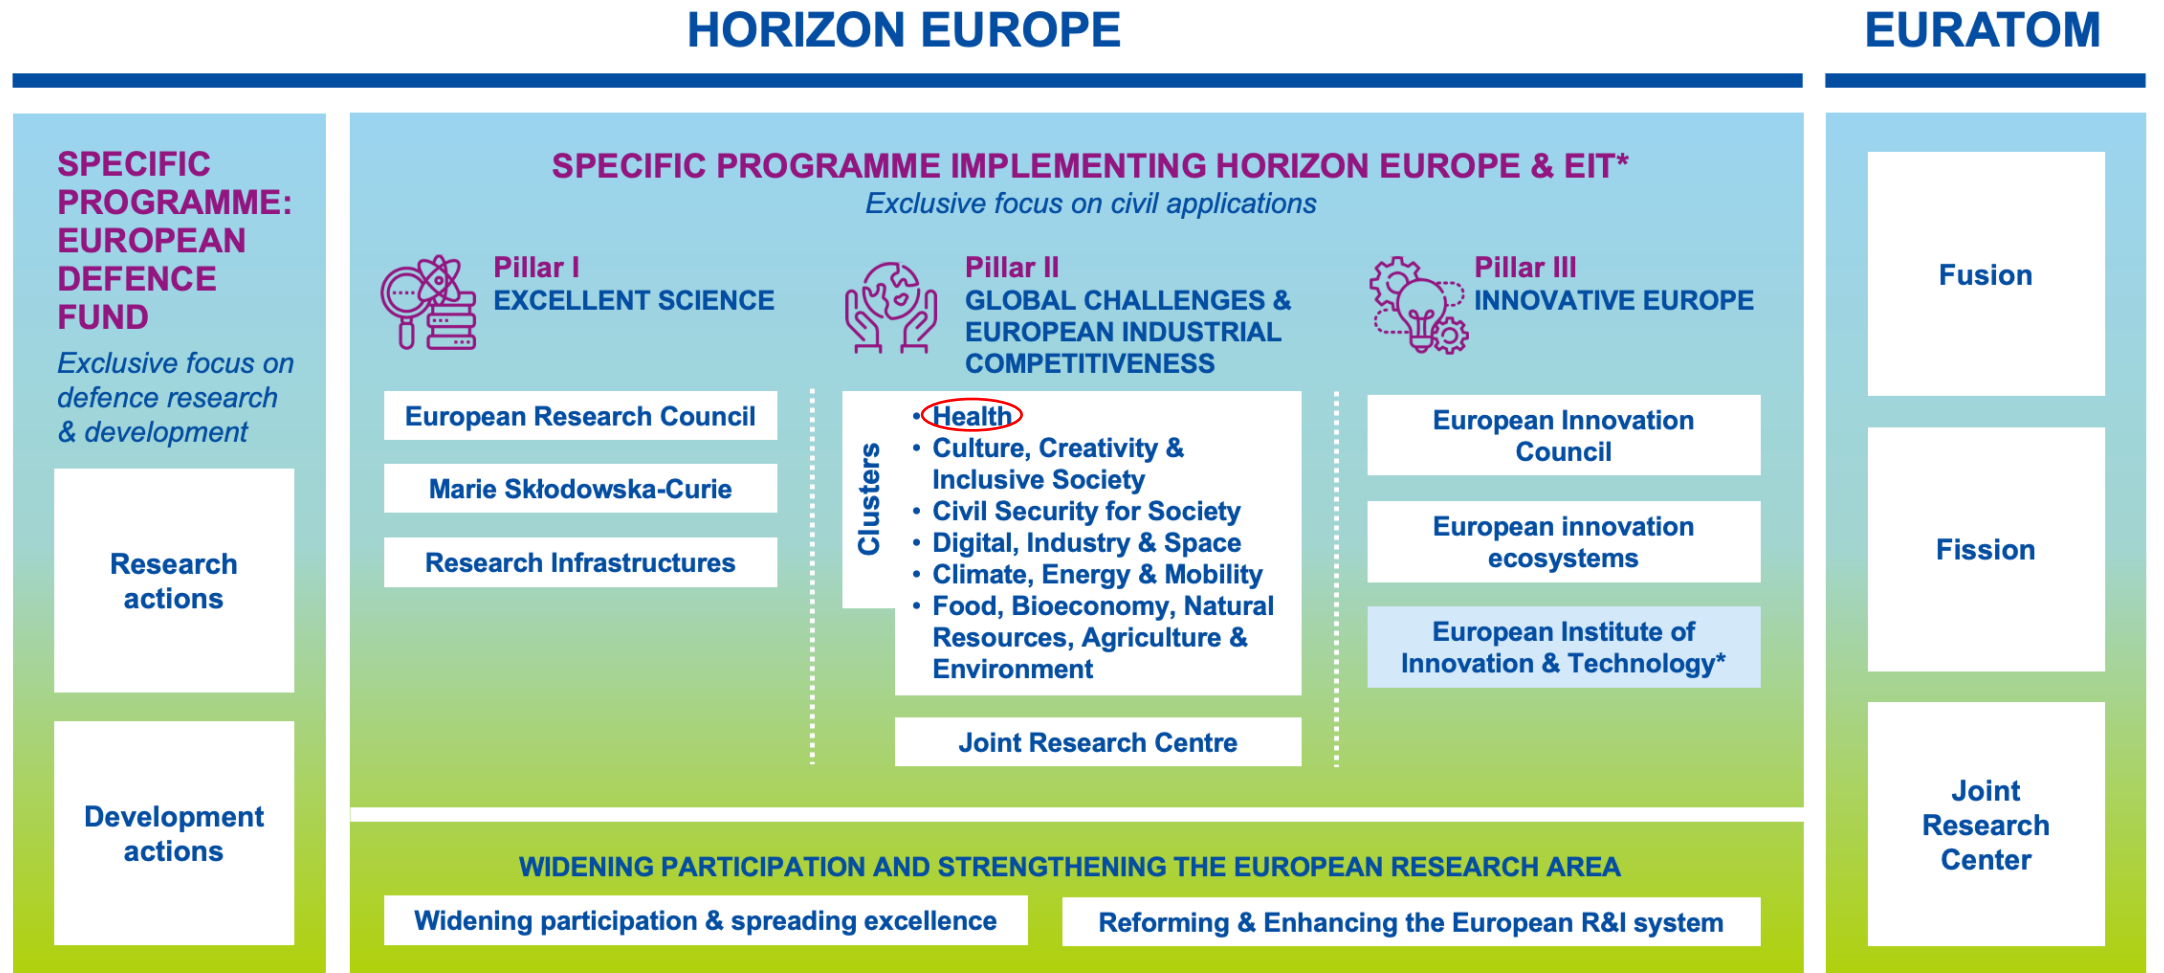 HORIZON EUROPE
EURATOM
SPECIFIC
PROGRAMME:
EUROPEAN
DEFENCE
FUND
Exclusive focus on
defence research
& development
Research
actions
Development
actions
SPECIFIC PROGRAMME IMPLEMENTING HORIZON EUROPE & EIT*
Exclusive focus on civil applications
Pillar I
EXCELLENT SCIENCE
European Research Council
Marie Skłodowska-Curie
Research Infrastructures
Pillar II
GLOBAL CHALLENGES &
EUROPEAN INDUSTRIAL
COMPETITIVENESS
Clusters
• Health
• Culture, Creativity &
Inclusive Society
• Civil Security for Society
• Digital, Industry & Space
• Climate, Energy & Mobility
• Food, Bioeconomy, Natural
Resources, Agriculture &
Environment
Joint Research Centre
Pillar III
INNOVATIVE EUROPE
European Innovation
Council
European innovation
ecosystems
European Institute of
Innovation & Technology*
WIDENING PARTICIPATION AND STRENGTHENING THE EUROPEAN RESEARCH AREA
Widening participation & spreading excellence
Reforming & Enhancing the European R&I system
Fusion
Fission
Joint
Research
Center